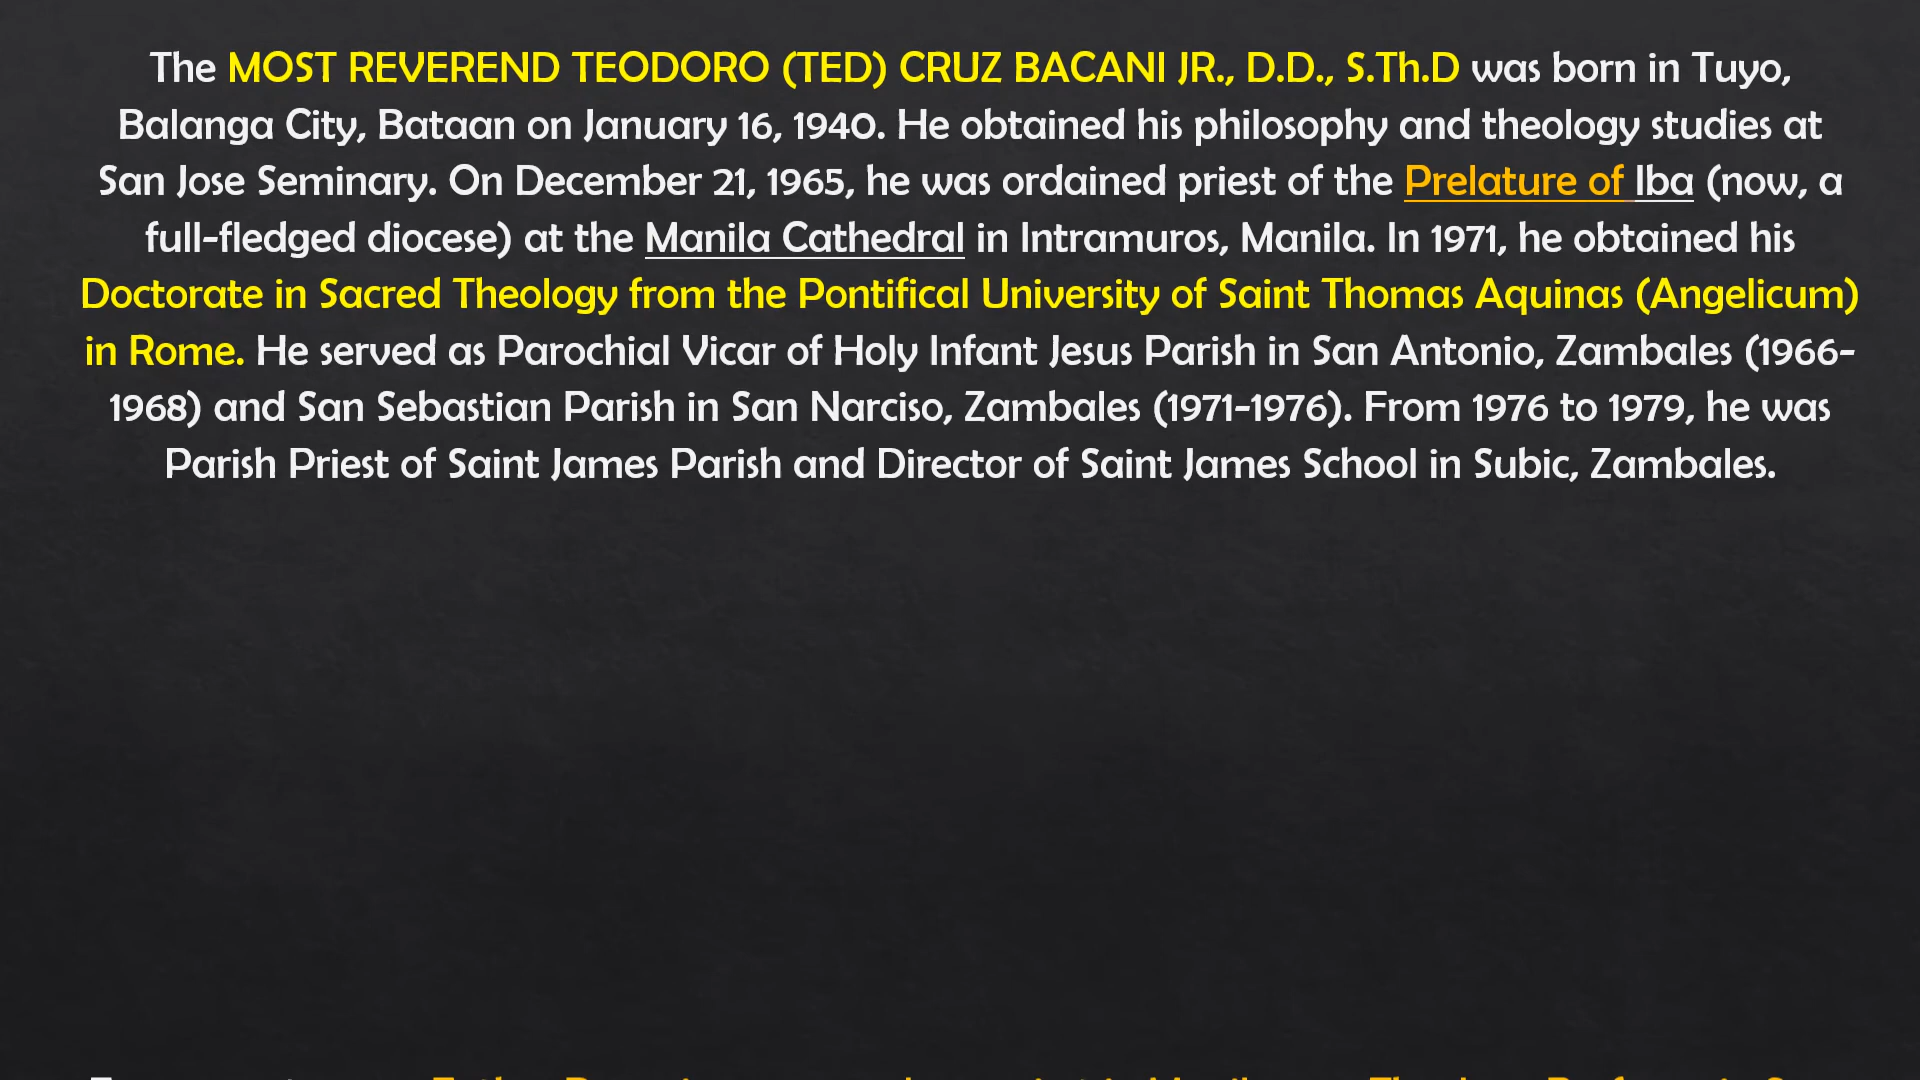 The MOST REVEREND TEODORO (TED) CRUZ BACANI JR., D.D., S.Th.D was born in Tuyo,
Balanga City, Bataan on January 16, 1940. He obtained his philosophy and theology studies at
San Jose Seminary. On December 21, 1965, he was ordained priest of the Prelature of Iba (now, a
full-fledged diocese) at the Manila Cathedral in Intramuros, Manila. In 1971, he obtained his
Doctorate in Sacred Theology from the Pontifical University of Saint Thomas Aquinas (Angelicum)
in Rome. He served as Parochial Vicar of Holy Infant Jesus Parish in San Antonio, Zambales (1966-
1968) and San Sebastian Parish in San Narciso, Zambales (1971-1976). From 1976 to 1979, he was
Parish Priest of Saint James Parish and Director of Saint James School in Subic, Zambales.